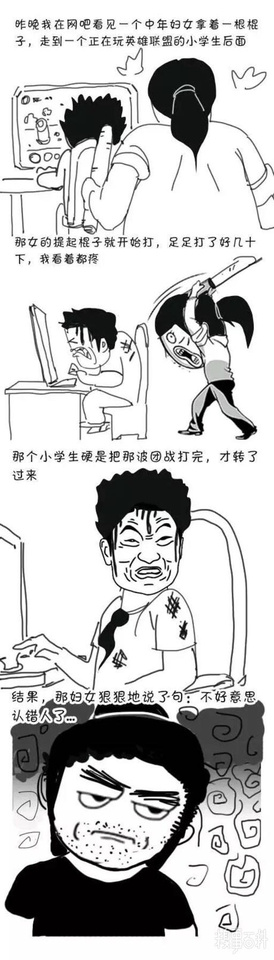 昨晚我在网吧看见一个中年妇女拿着一根棍
子，走到一个正在玩英雄联盟的小学生后面
那女的提起棍子就开始打，足足打了好几十
下，我看着都疼
那个小学生硬是把那波团战打完，才转了
过来
结果，那妇女狠狠地说了句：不好意思
认错人了...